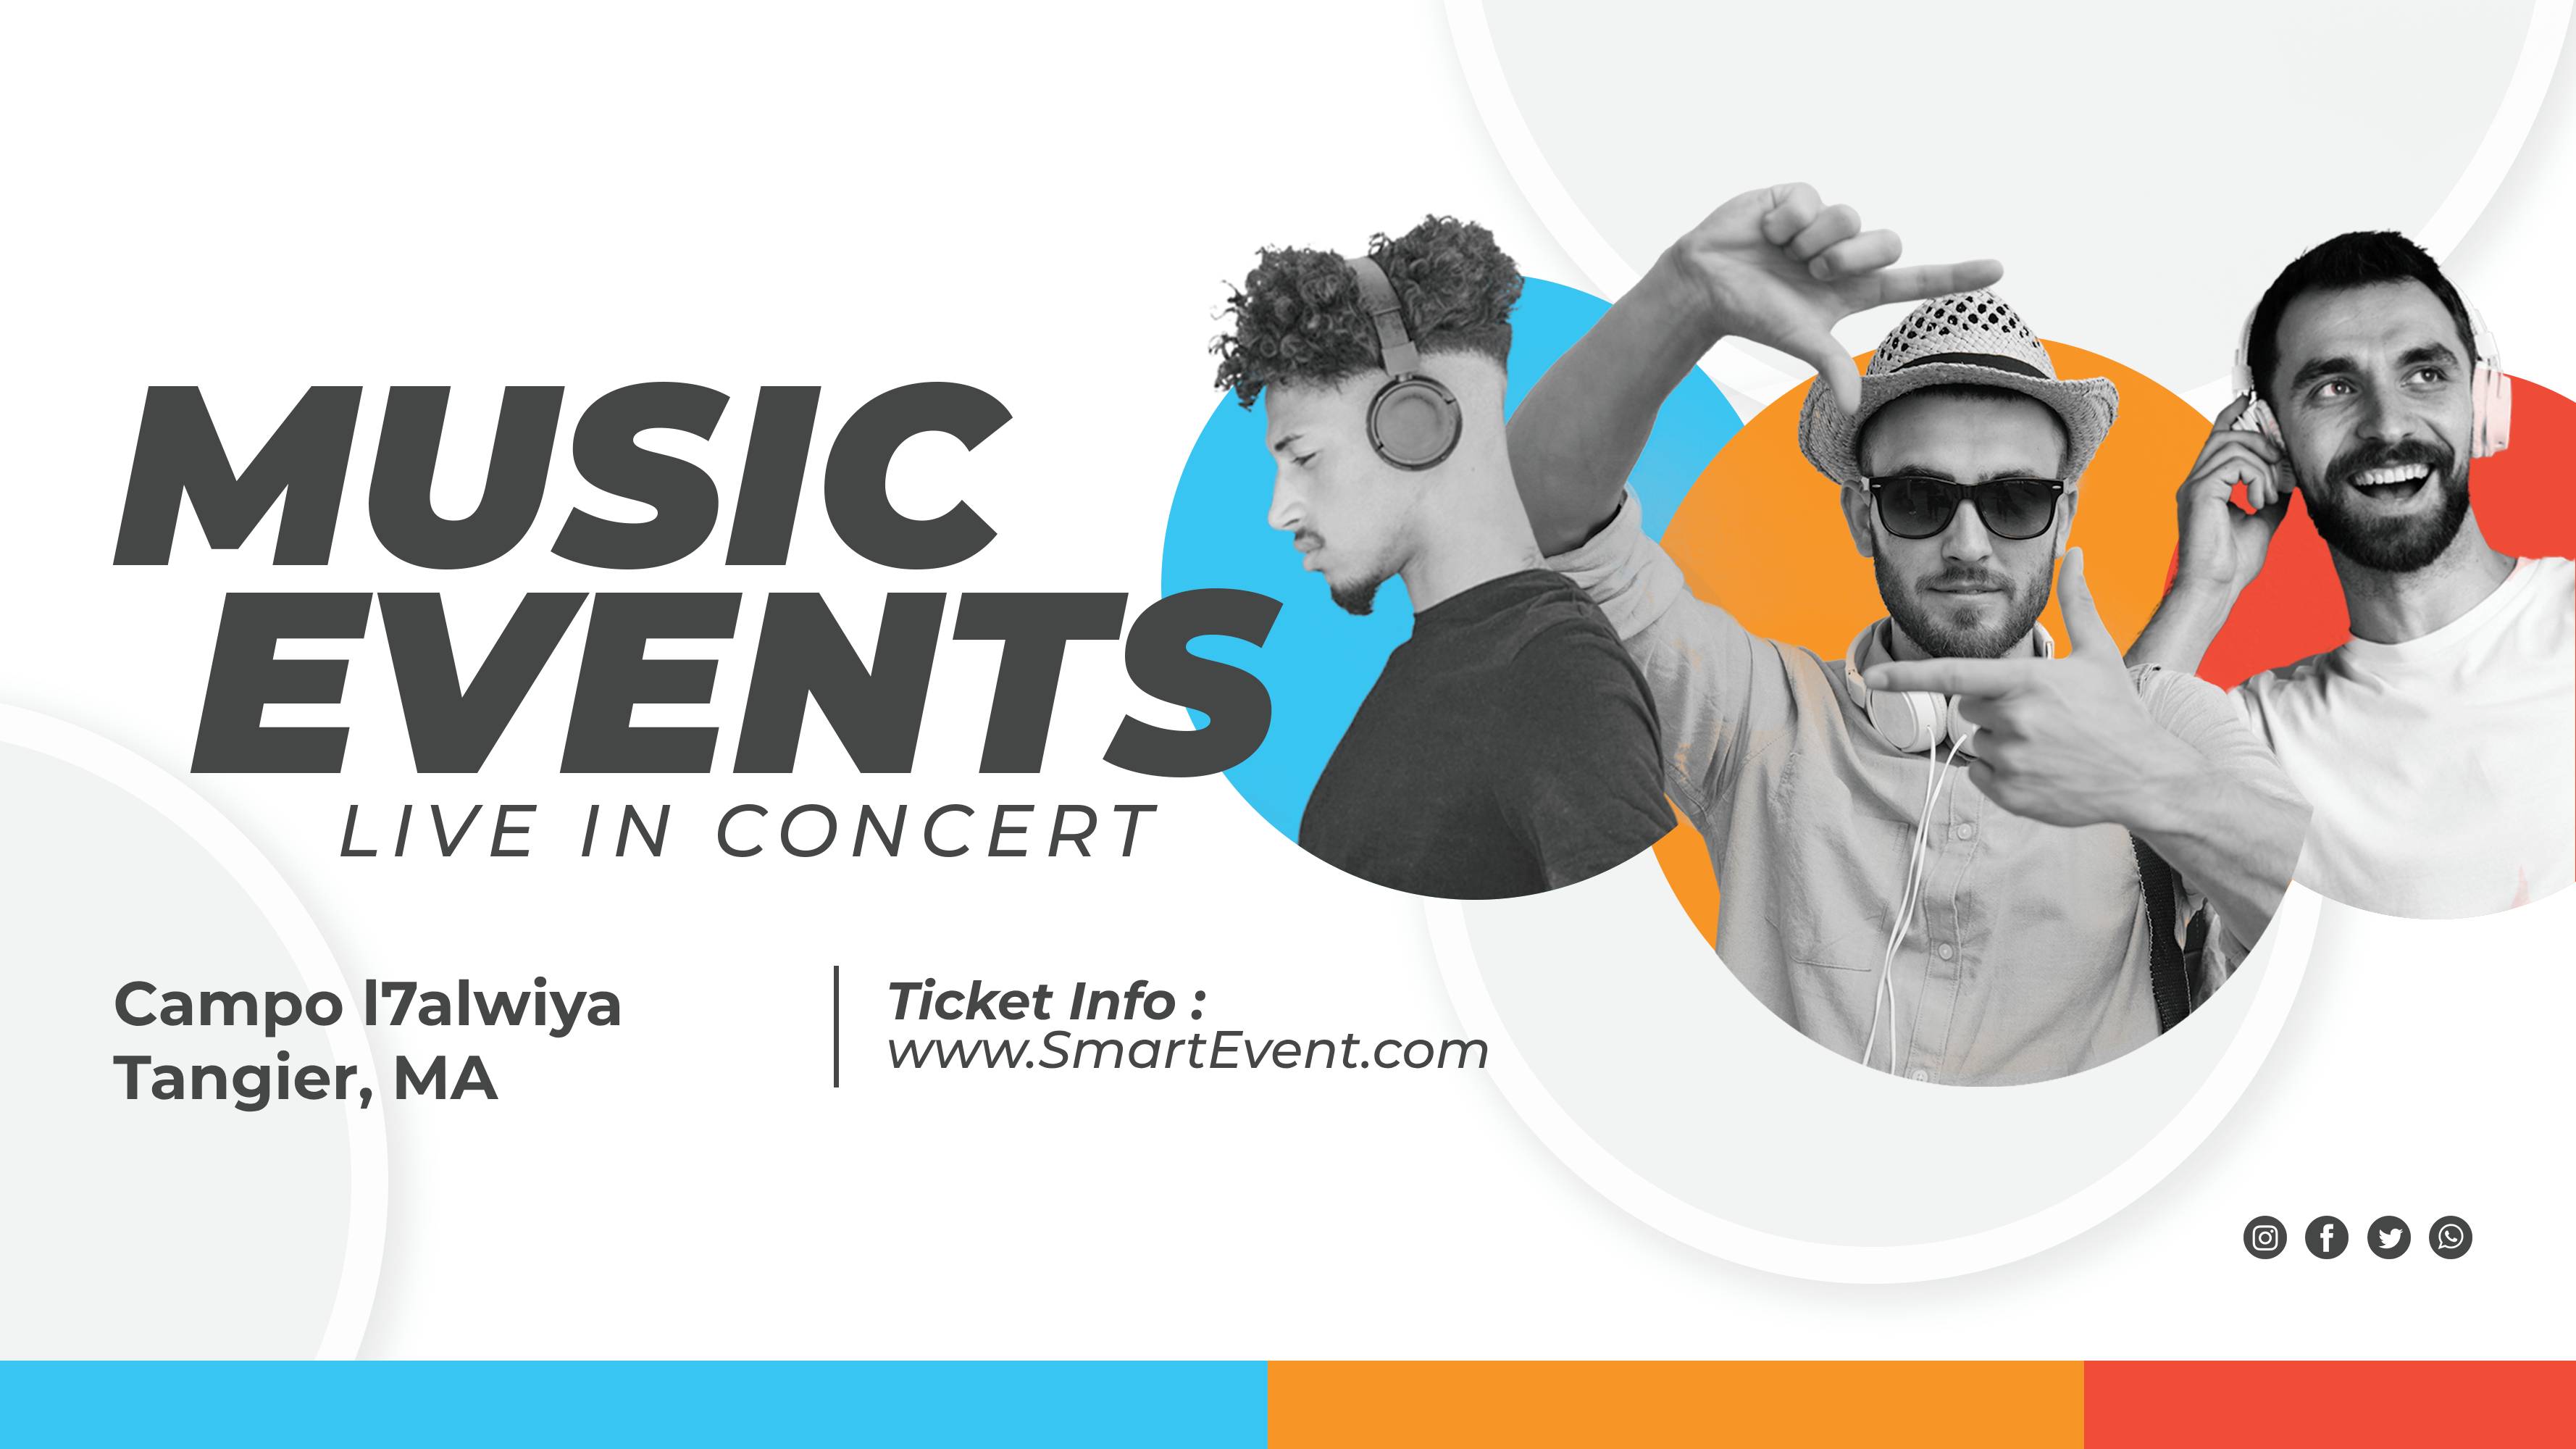 MUSIC
EVENTS
LIVE IN CONCERT
Campo l7alwiya
Tangier, MA
Ticket Info :
www.SmartEvent.com